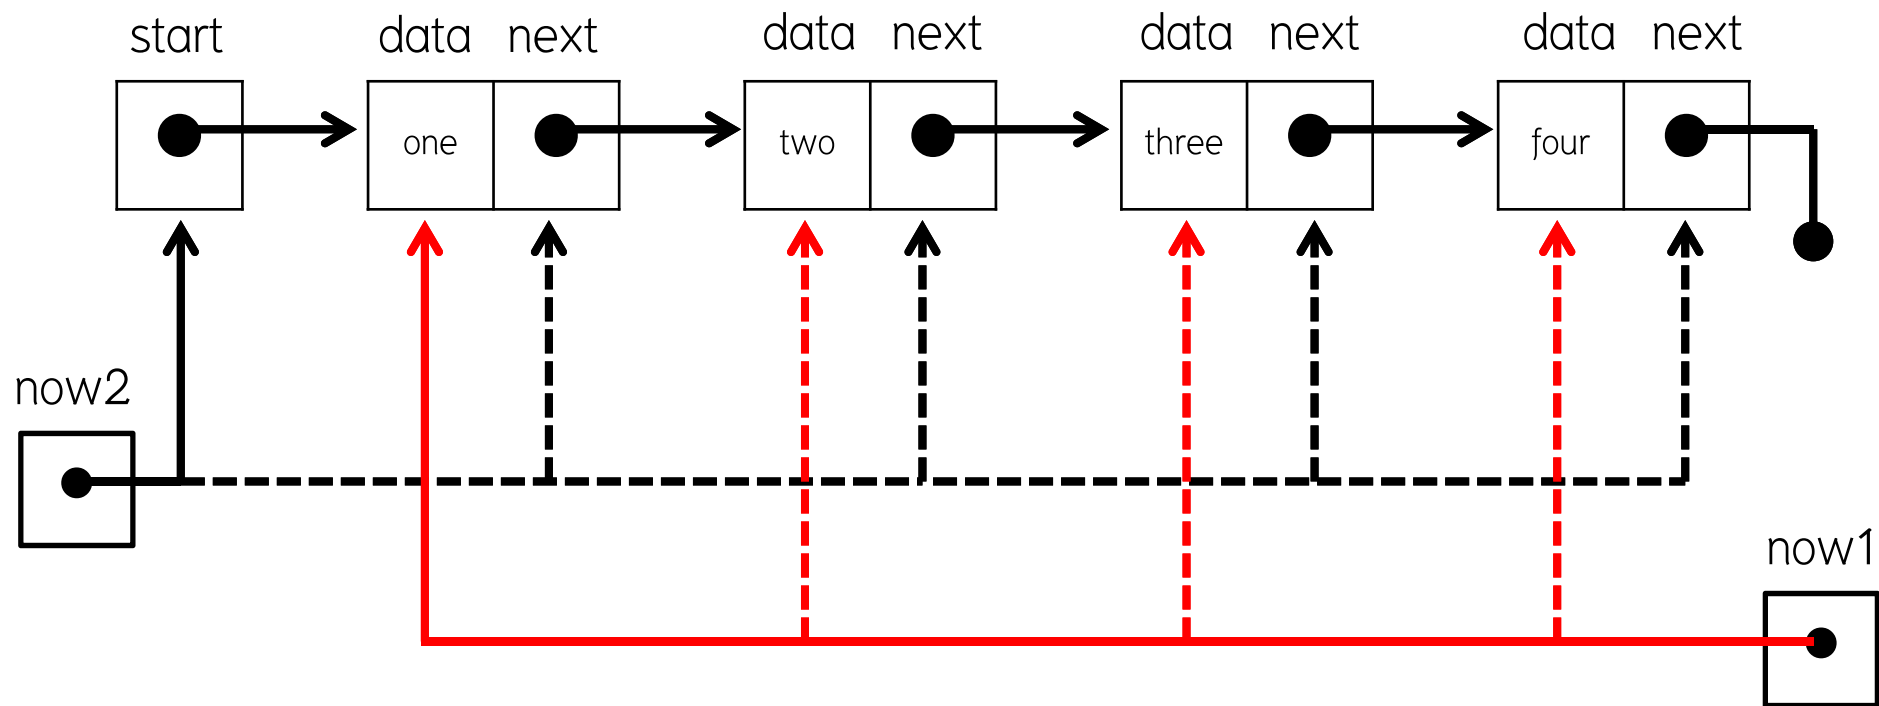 start data next data next data next data next
one two three four
now2
now1